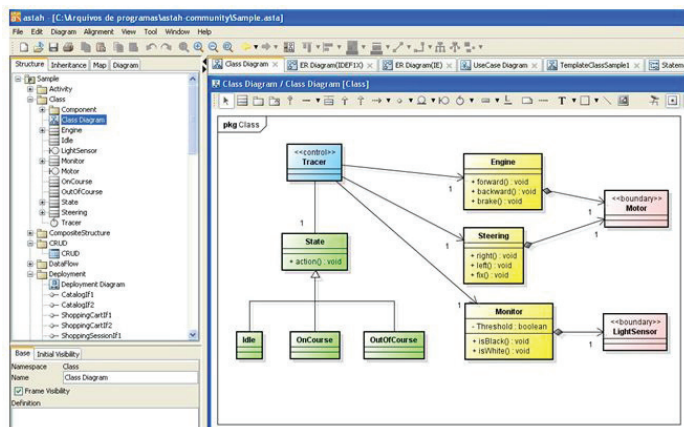 astah - [C:\Arquivos de programas\astah-community\Sample.asta]
File Edit Diagram Alignment View Tool Window Help
Structure Inheritance Map Diagram
Sample
Activity
Class
Component
Class Diagram
Engine
Idle
LightSensor
Monitor
Motor
OnCourse
OutOfCourse
State
Steering
Tracer
CompositeStructure
CRUD
CRUD
DataFlow
Deployment
Deployment Diagram
CatalogIf1
CatalogIf2
ShoppingCartIf1
ShoppingCartIf2
ShoppingSessionIf1
Base Initial Visibility
Namespace Class
Name Class Diagram
Frame Visibility
Definition
Class Diagram ER Diagram(IDEF1X) ER Diagram(IE) UseCase Diagram TemplateClassSample1 Statem
Class Diagram / Class Diagram [Class]
pkg Class
<<control>>
Tracer
Engine
+ forward() : void
+ backward() : void
+ brake() : void
1
1
<<boundary>>
Motor
1
Steering
+ right() : void
+ left() : void
+ fix() : void
1
1
State
+ action() : void
1
Monitor
- Threshold : boolean
+ isBlack() : void
+ isWhite() : void
<<boundary>>
LightSensor
1
Idle
OnCourse
OutOfCourse